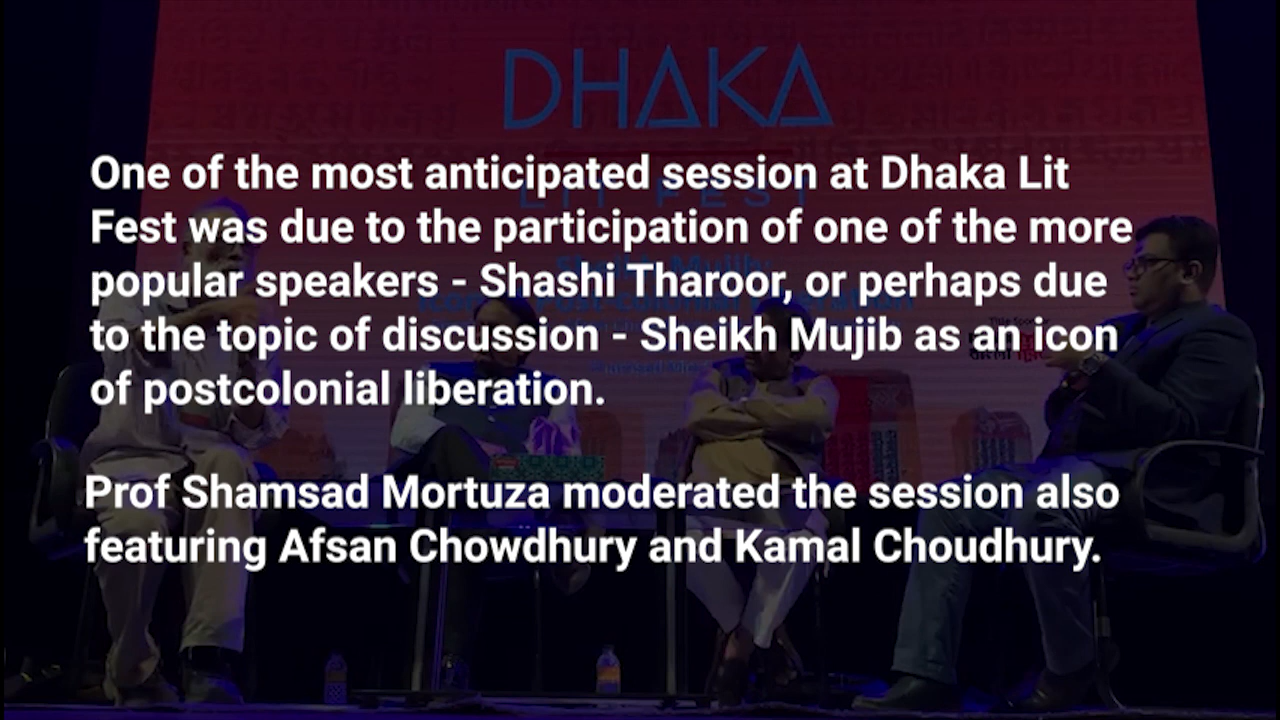 DHAKA
LIT FEST
One of the most anticipated session at Dhaka Lit
Fest was due to the participation of one of the more
popular speakers - Shashi Tharoor, or perhaps due
to the topic of discussion - Sheikh Mujib as an icon
of postcolonial liberation.
Prof Shamsad Mortuza moderated the session also
featuring Afsan Chowdhury and Kamal Choudhury.